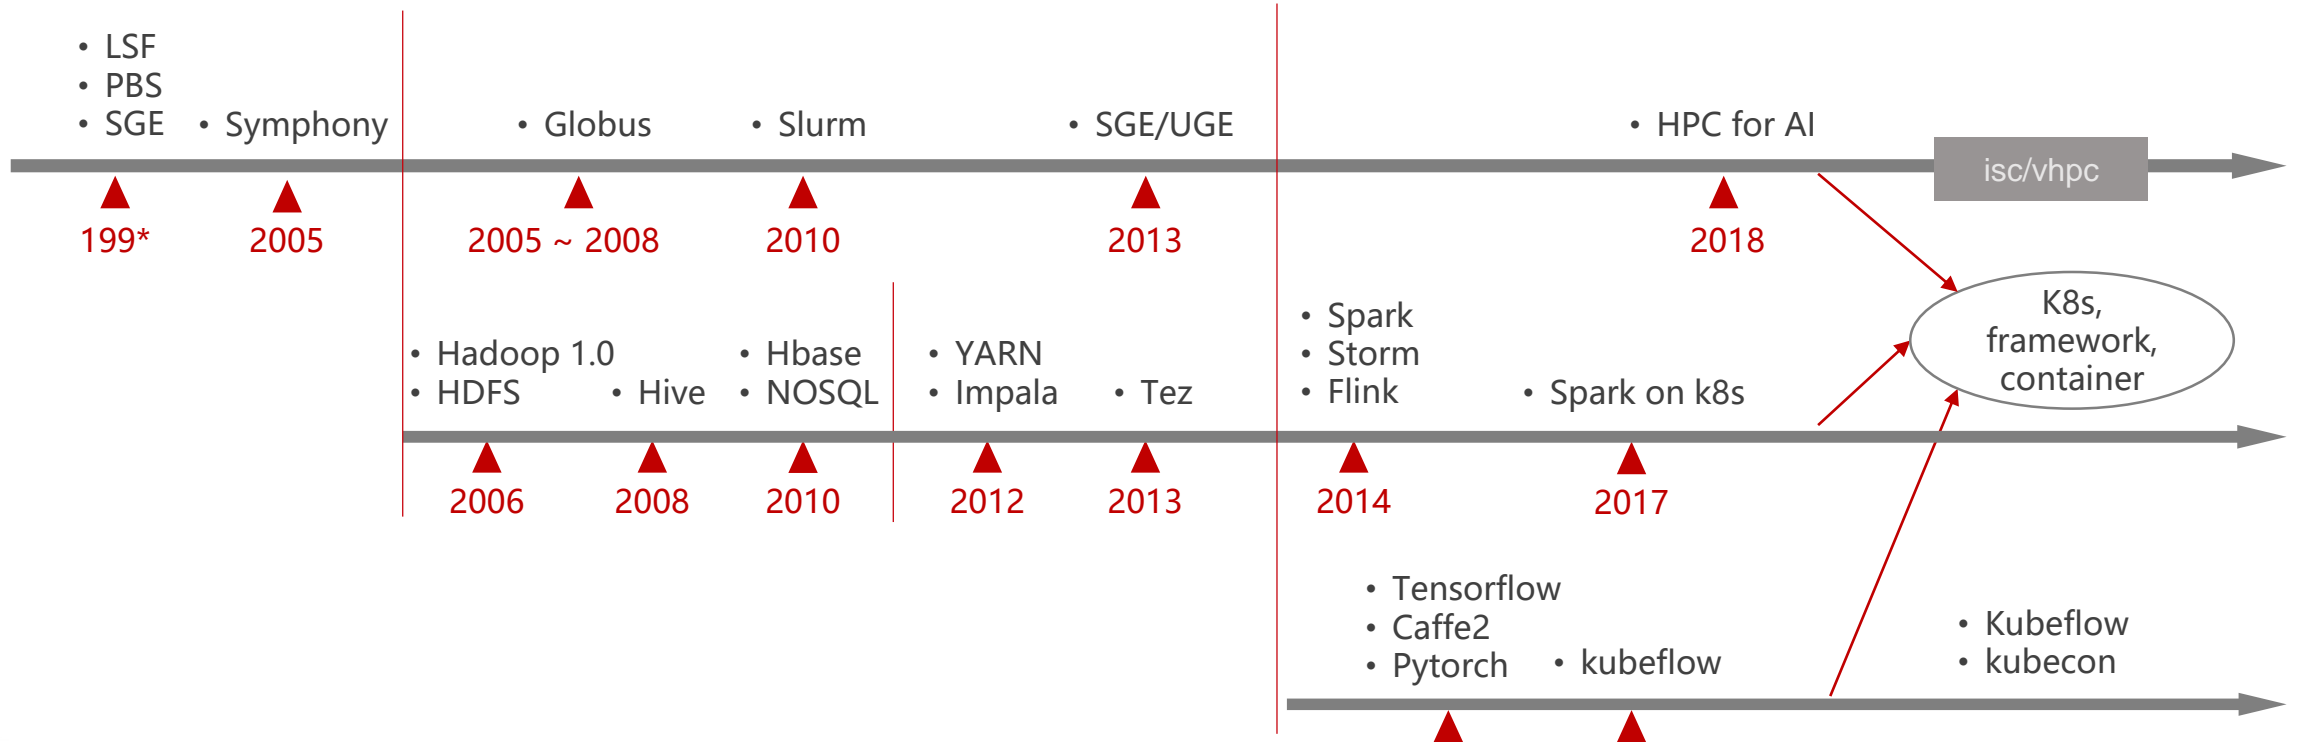 • LSF
• PBS
• SGE
• Symphony
• Globus
• Slurm
• SGE/UGE
• HPC for AI
isc/vhpc
199*
2005
2005 ~ 2008
2010
2013
2018
K8s,
framework,
container
• Hadoop 1.0
• HDFS
• Hive
• Hbase
• NOSQL
• YARN
• Impala
• Tez
• Spark
• Storm
• Flink
• Spark on k8s
2006
2008
2010
2012
2013
2014
2017
• Tensorflow
• Caffe2
• Pytorch
• kubeflow
• Kubeflow
• kubecon